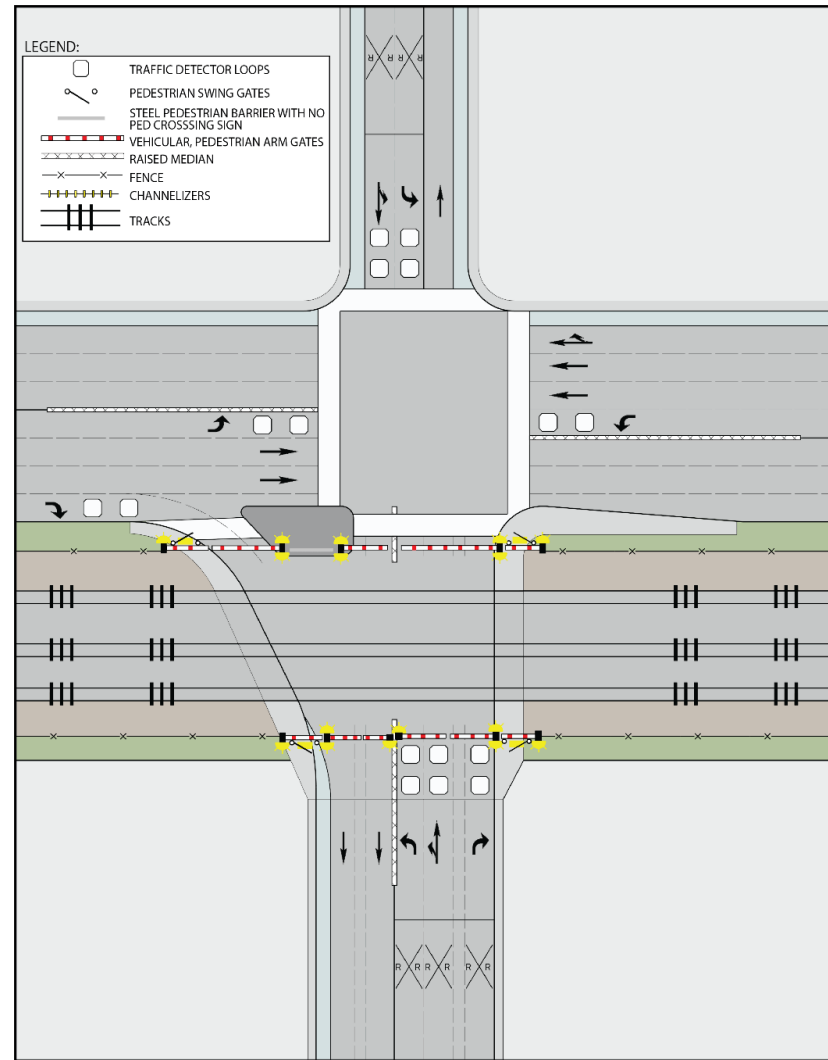 LEGEND:
TRAFFIC DETECTOR LOOPS
PEDESTRIAN SWING GATES
STEEL PEDESTRIAN BARRIER WITH NO
PED CROSSSING SIGN
VEHICULAR, PEDESTRIAN ARM GATES
RAISED MEDIAN
FENCE
CHANNELIZERS
TRACKS
R R R R
R R R R R R